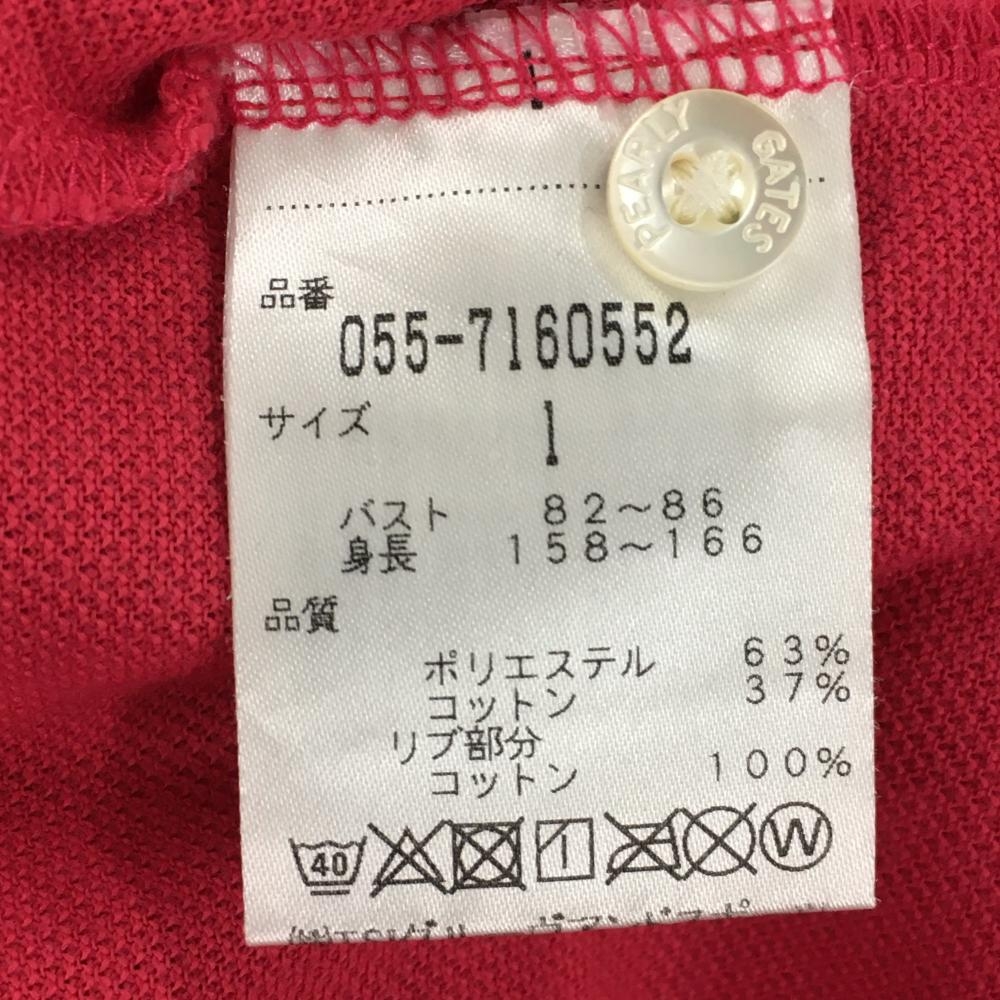 PEARLY GATES
品番
055-7160552
サイズ 1
バスト 82～86
身長 158～166
品質
ポリエステル 63%
コットン 37%
リブ部分
コットン 100%
40 W